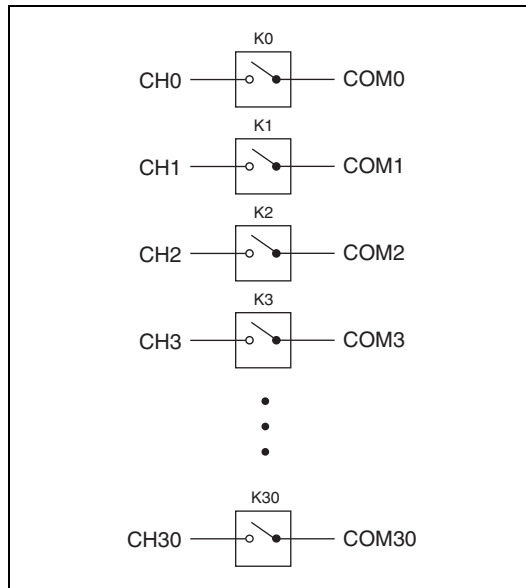 K0
CH0 COM0
K1
CH1 COM1
K2
CH2 COM2
K3
CH3 COM3
K30
CH30 COM30